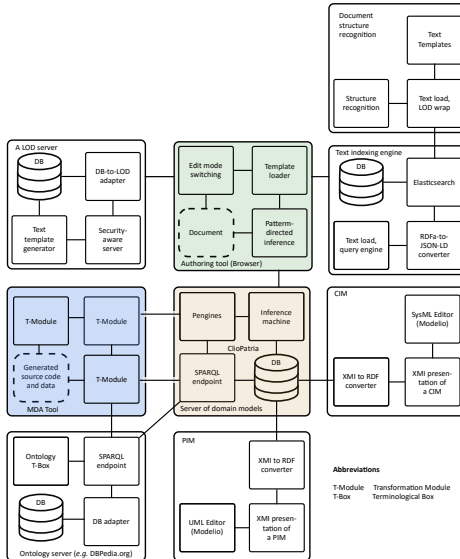 Document
structure
recognition
Text
Templates
Structure
recognition
Text load,
LOD wrap
A LOD server
DB
DB-to-LOD
adapter
Text
template
generator
Security-
aware
server
Edit mode
switching
Template
loader
Document
Pattern-
directed
inference
Authoring tool (Browser)
Text indexing engine
DB
Elasticsearch
Text load,
query engine
RDFa-to-
JSON-LD
converter
T-Module
T-Module
Generated
source code
and data
T-Module
MDA Tool
Pengines
Inference
machine
ClioPatria
SPARQL
endpoint
DB
Server of domain models
CIM
SysML Editor
(Modelio)
XMI to RDF
converter
XMI presen-
tation of
a CIM
Ontology
T-Box
SPARQL
endpoint
DB
DB adapter
Ontology server (e.g. DBPedia.org)
PIM
XMI to RDF
converter
UML Editor
(Modelio)
XMI presen-
tation of
a PIM
Abbreviations
T-Module Transformation Module
T-Box Terminological Box